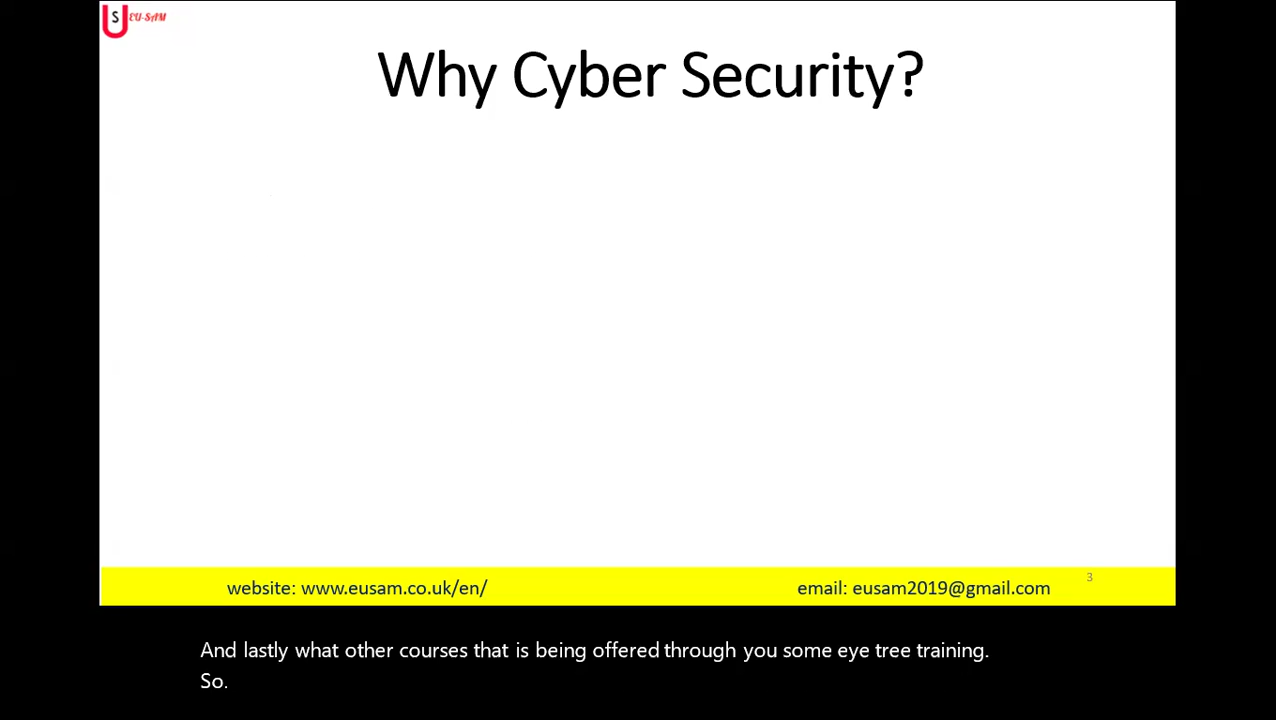 S
EU-SAM
Why Cyber Security?
website: www.eusam.co.uk/en/
email: eusam2019@gmail.com
3
And lastly what other courses that is being offered through you some eye tree training.
So.